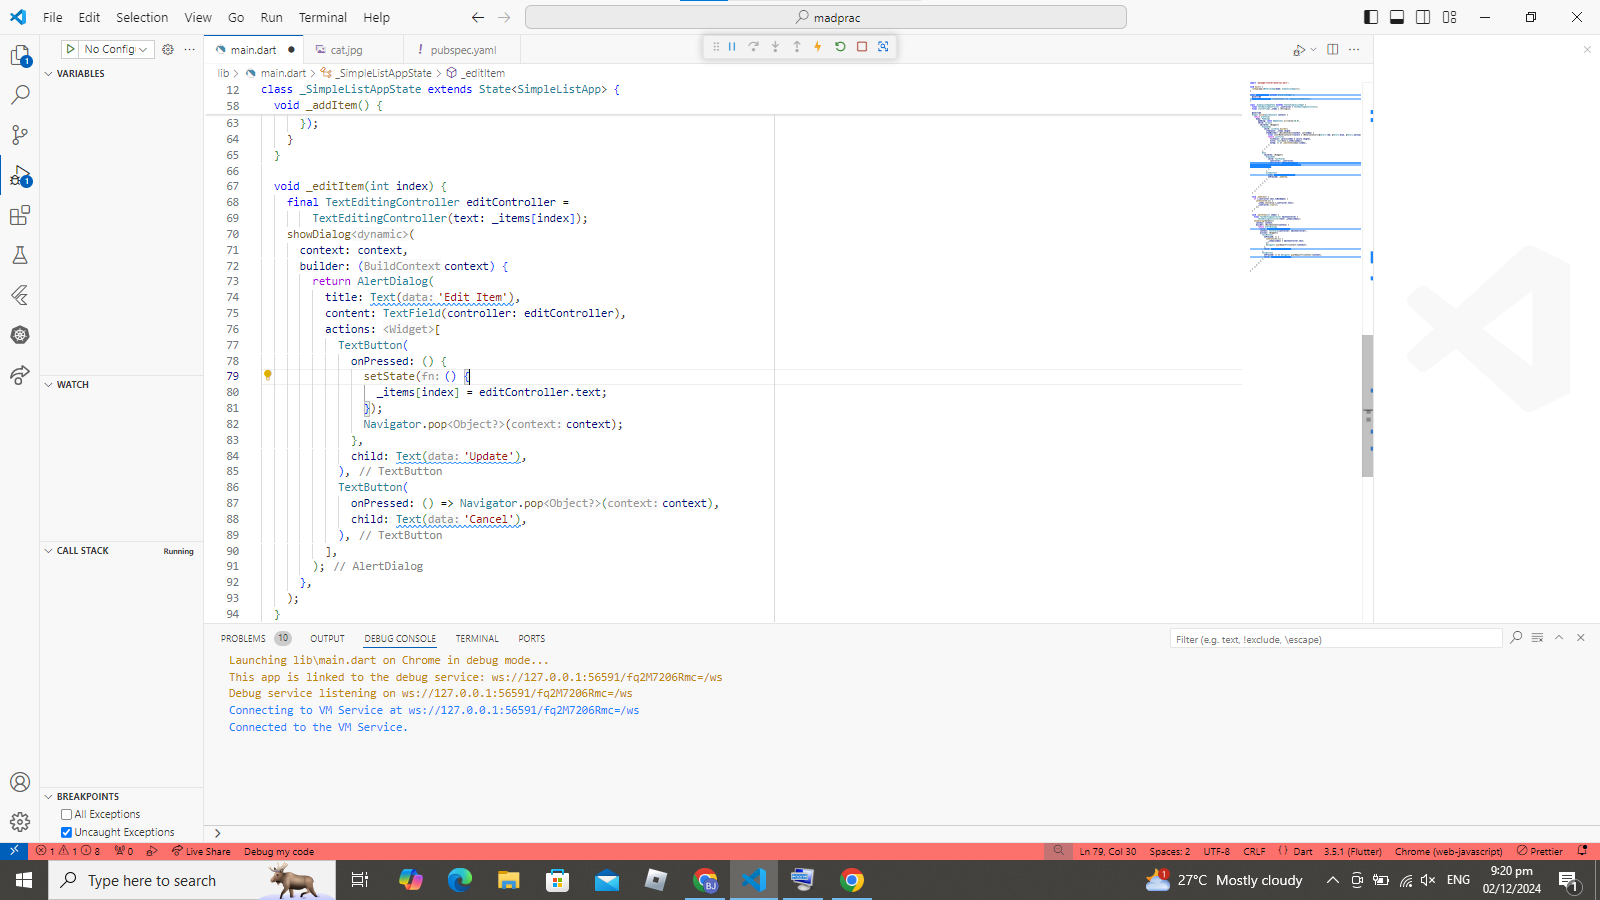 File Edit Selection View Go Run Terminal Help
madprac
No Config
main.dart
cat.jpg
pubspec.yaml
lib > main.dart > _SimpleListAppState > _editItem
VARIABLES
12 class _SimpleListAppState extends State<SimpleListApp> {
58 void _addItem() {
63 });
64 }
65 }
66
67 void _editItem(int index) {
68 final TextEditingController editController =
69 TextEditingController(text: _items[index]);
70 showDialog<dynamic>(
71 context: context,
72 builder: (BuildContext context) {
73 return AlertDialog(
74 title: Text(data: 'Edit Item'),
75 content: TextField(controller: editController),
76 actions: <Widget>[
77 TextButton(
78 onPressed: () {
79 setState(fn: () {
80 _items[index] = editController.text;
81 });
82 Navigator.pop<Object?>(context: context);
83 },
84 child: Text(data: 'Update'),
85 ), // TextButton
86 TextButton(
87 onPressed: () => Navigator.pop<Object?>(context: context),
88 child: Text(data: 'Cancel'),
89 ), // TextButton
90 ],
91 ); // AlertDialog
92 },
93 );
94 }
WATCH
CALL STACK Running
BREAKPOINTS
All Exceptions
Uncaught Exceptions
PROBLEMS 10 OUTPUT DEBUG CONSOLE TERMINAL PORTS
Filter (e.g. text, !exclude, \escape)
Launching lib\main.dart on Chrome in debug mode...
This app is linked to the debug service: ws://127.0.0.1:56591/fq2M7206Rmc=/ws
Debug service listening on ws://127.0.0.1:56591/fq2M7206Rmc=/ws
Connecting to VM Service at ws://127.0.0.1:56591/fq2M7206Rmc=/ws
Connected to the VM Service.
1 1 8 0 Live Share Debug my code
Ln 79, Col 30 Spaces: 2 UTF-8 CRLF Dart 3.5.1 (Flutter) Chrome (web-javascript) Prettier
Type here to search
BJ
1 27°C Mostly cloudy
ENG
9:20 pm
02/12/2024
1